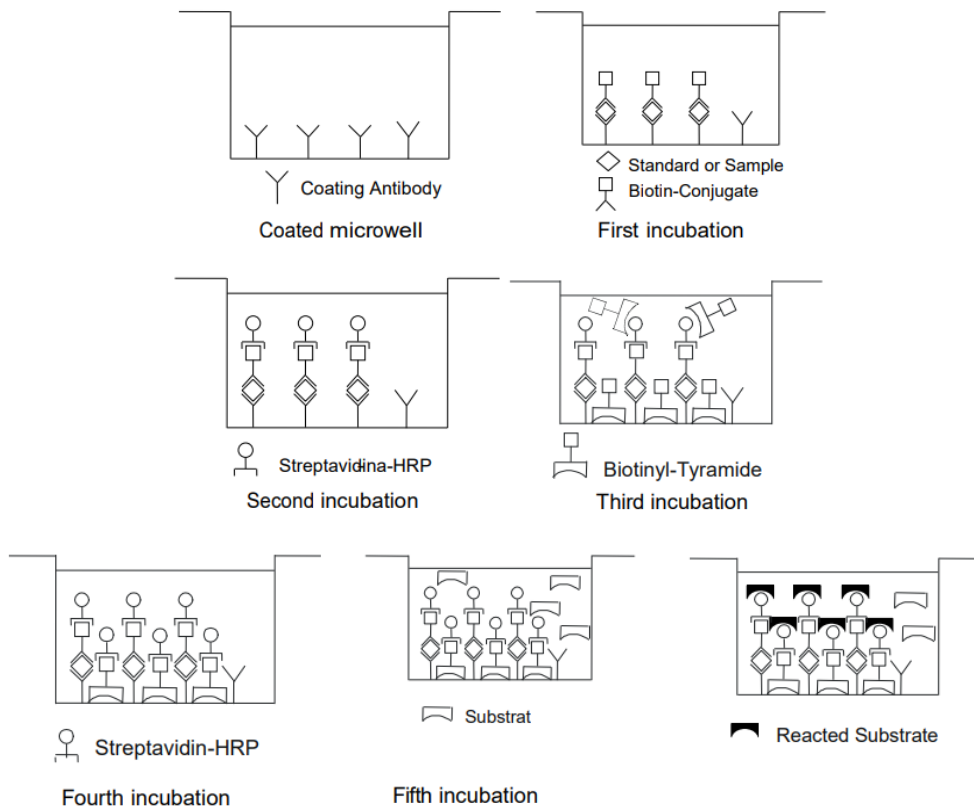 Coating Antibody
Coated microwell
Standard or Sample
Biotin-Conjugate
First incubation
Streptavidina-HRP
Second incubation
Biotinyl-Tyramide
Third incubation
Streptavidin-HRP
Fourth incubation
Substrat
Fifth incubation
Reacted Substrate